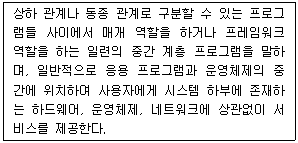 상하 관계나 동종 관계로 구분할 수 있는 프로그
램들 사이에서 매개 역할을 하거나 프레임워크
역할을 하는 일련의 중간 계층 프로그램을 말하
며, 일반적으로 응용 프로그램과 운영체제의 중
간에 위치하며 사용자에게 시스템 하부에 존재하
는 하드웨어, 운영체제, 네트워크에 상관없이 서
비스를 제공한다.